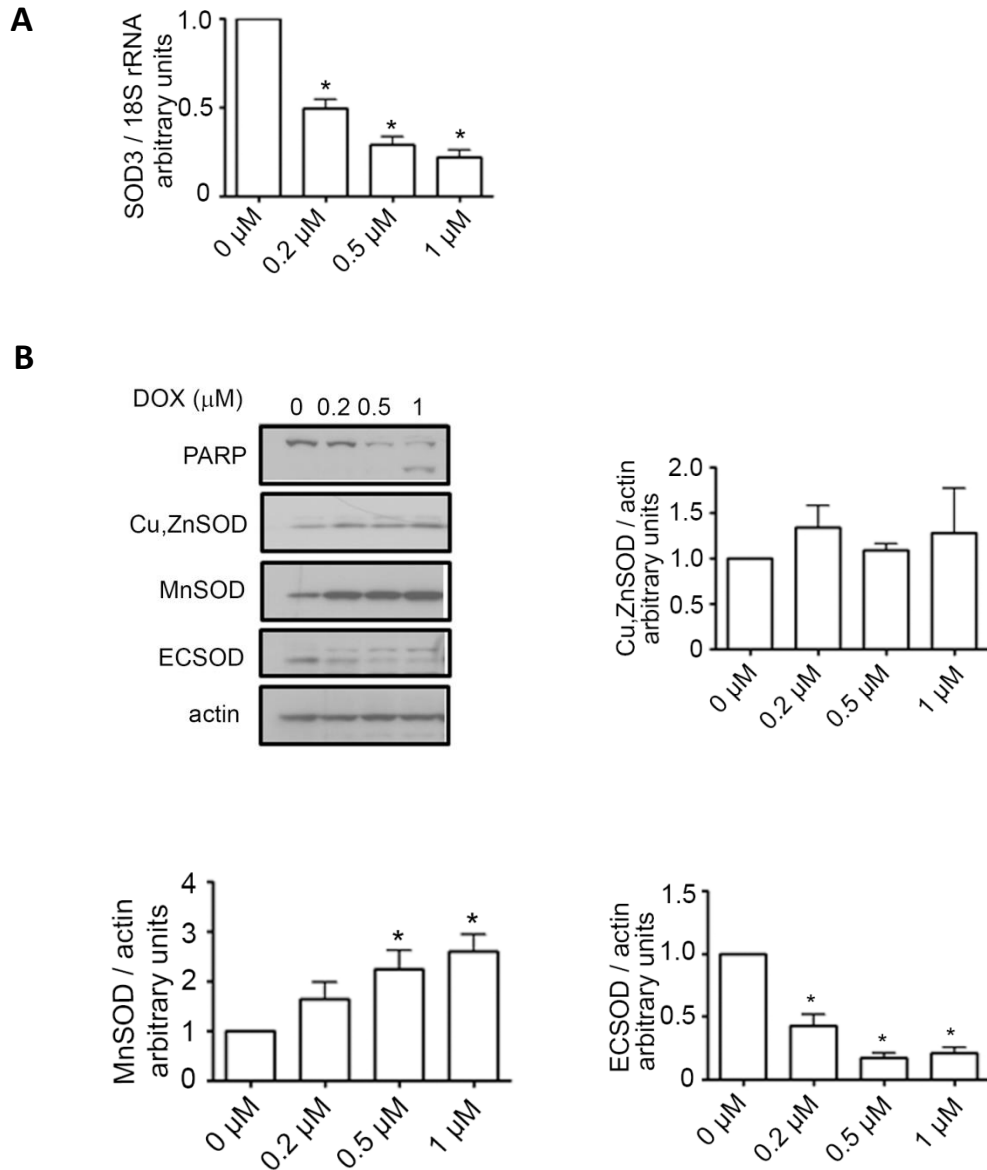 A
SOD3 / 18S rRNA
arbitrary units
1.0
0.5
0
*
*
*
0 µM
0.2 µM
0.5 µM
1 µM
B
DOX (µM)
0 0.2 0.5 1
PARP
Cu,ZnSOD
MnSOD
ECSOD
actin
Cu,ZnSOD / actin
arbitrary units
2.0
1.5
1.0
0.5
0
0 µM
0.2 µM
0.5 µM
1 µM
MnSOD / actin
arbitrary units
4
3
2
1
0
*
*
0 µM
0.2 µM
0.5 µM
1 µM
ECSOD / actin
arbitrary units
1.5
1.0
0.5
0
*
*
*
0 µM
0.2 µM
0.5 µM
1 µM